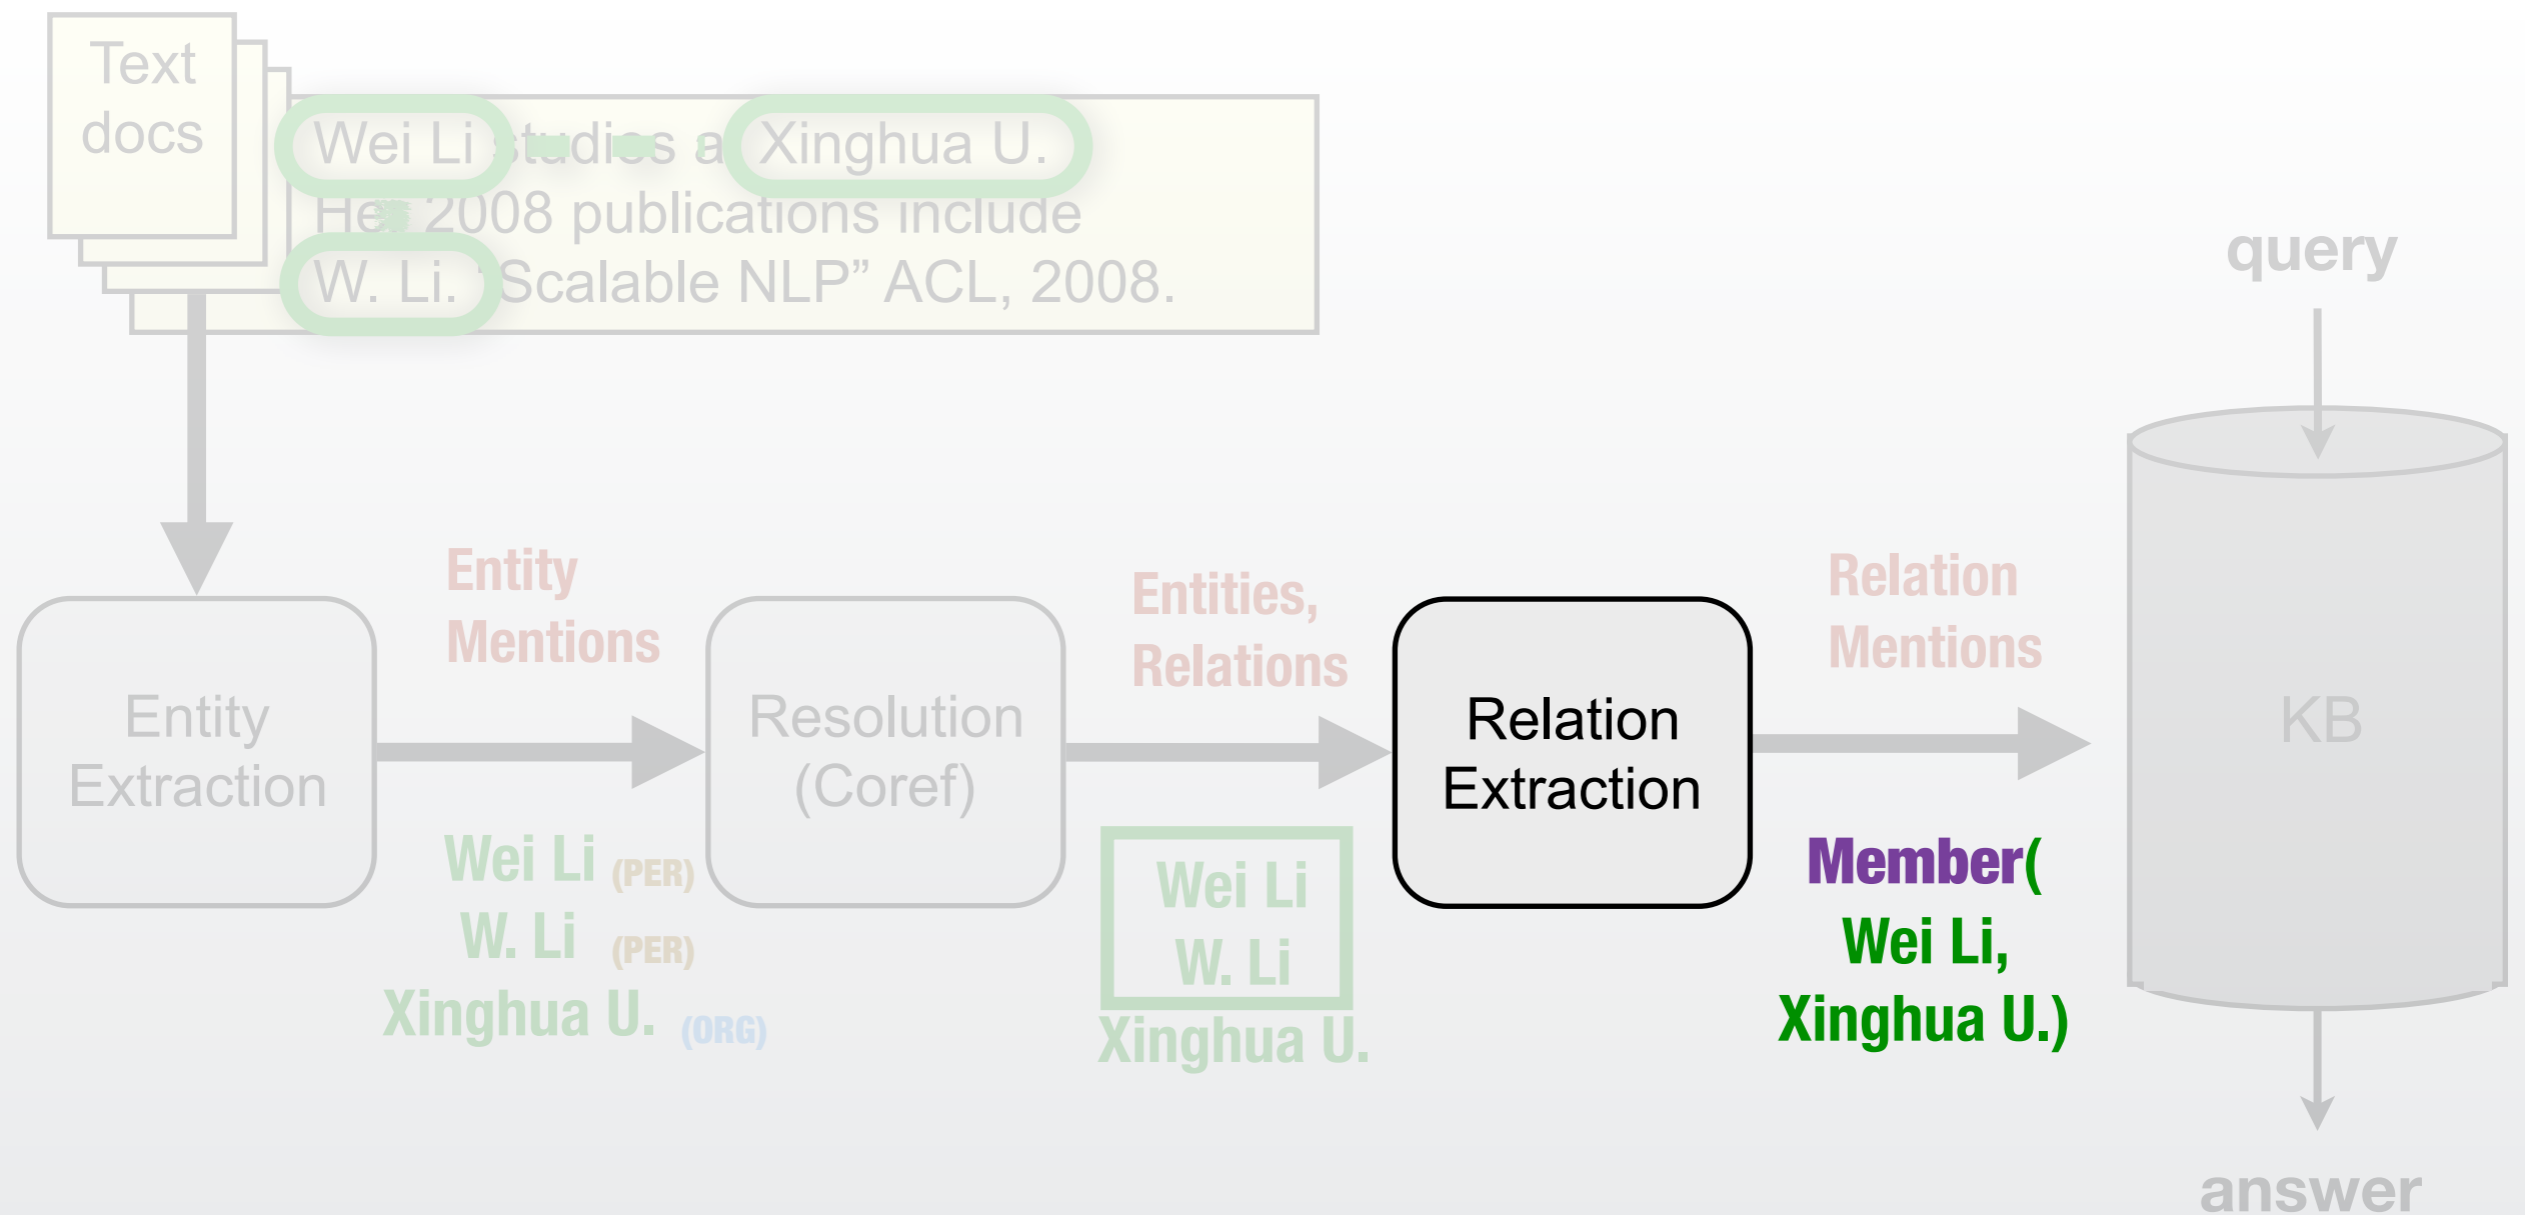 Text
docs
Wei Li studies a Xinghua U.
2008 publications include
W. Li. "Scalable NLP” ACL, 2008.
query
Entity
Mentions
Entities,
Relations
Relation
Mentions
Entity
Extraction
Resolution
(Coref)
Relation
Extraction
KB
Wei Li (PER)
W. Li (PER)
Xinghua U. (ORG)
Wei Li
W. Li
Xinghua U.
Member(
Wei Li,
Xinghua U.)
answer